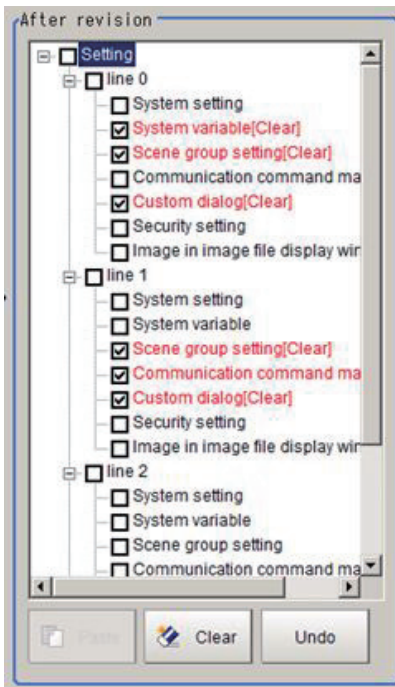 After revision
Setting
line 0
System setting
System variable[Clear]
Scene group setting[Clear]
Communication command ma
Custom dialog[Clear]
Security setting
Image in image file display wir
line 1
System setting
System variable
Scene group setting[Clear]
Communication command ma
Custom dialog[Clear]
Security setting
Image in image file display wir
line 2
System setting
System variable
Scene group setting
Communication command ma
Paste Clear Undo